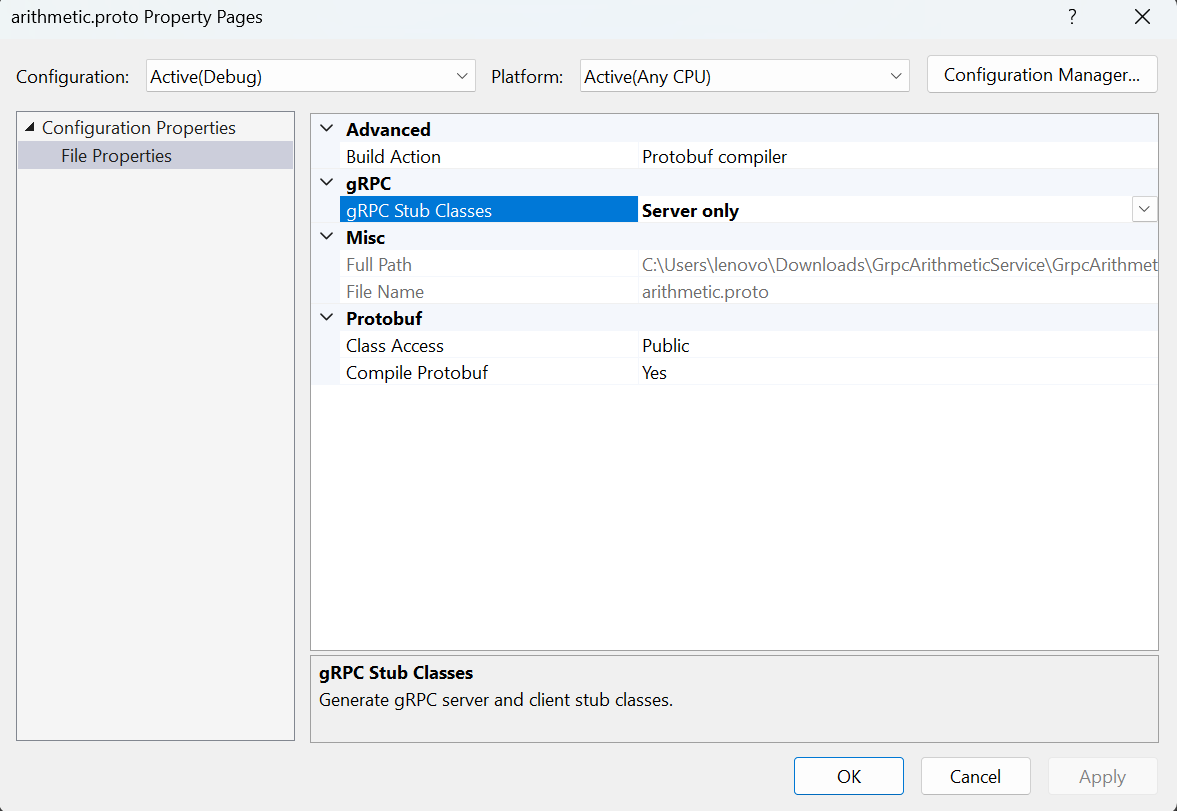 arithmetic.proto Property Pages ?
Configuration: Active(Debug) Platform: Active(Any CPU) Configuration Manager...
Configuration Properties
File Properties
Advanced
Build Action Protobuf compiler
gRPC
gRPC Stub Classes Server only
Misc
Full Path C:\Users\lenovo\Downloads\GrpcArithmeticService\GrpcArithmet
File Name arithmetic.proto
Protobuf
Class Access Public
Compile Protobuf Yes
gRPC Stub Classes
Generate gRPC server and client stub classes.
OK Cancel Apply